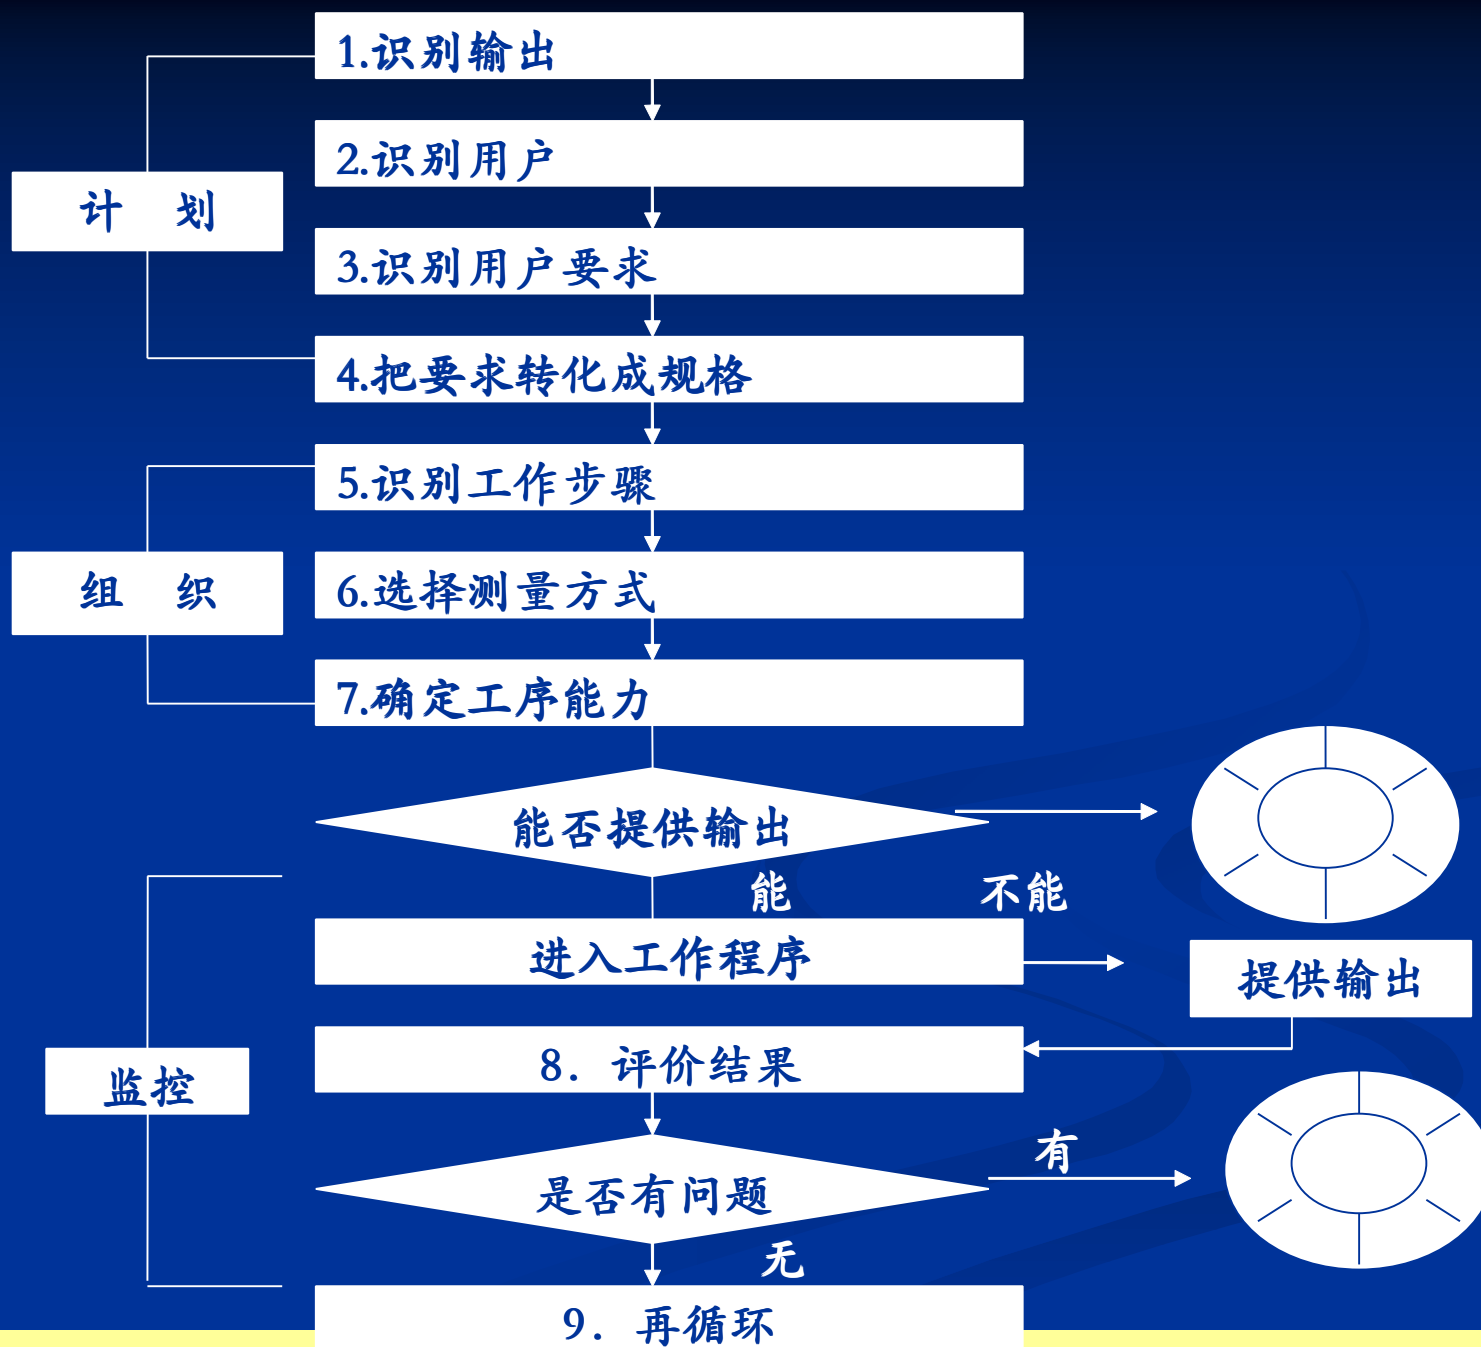 1.识别输出
2.识别用户
计 划
3.识别用户要求
4.把要求转化成规格
5.识别工作步骤
组 织
6.选择测量方式
7.确定工序能力
能否提供输出
能 不能
进入工作程序
提供输出
8. 评价结果
监控
有
是否有问题
无
9. 再循环